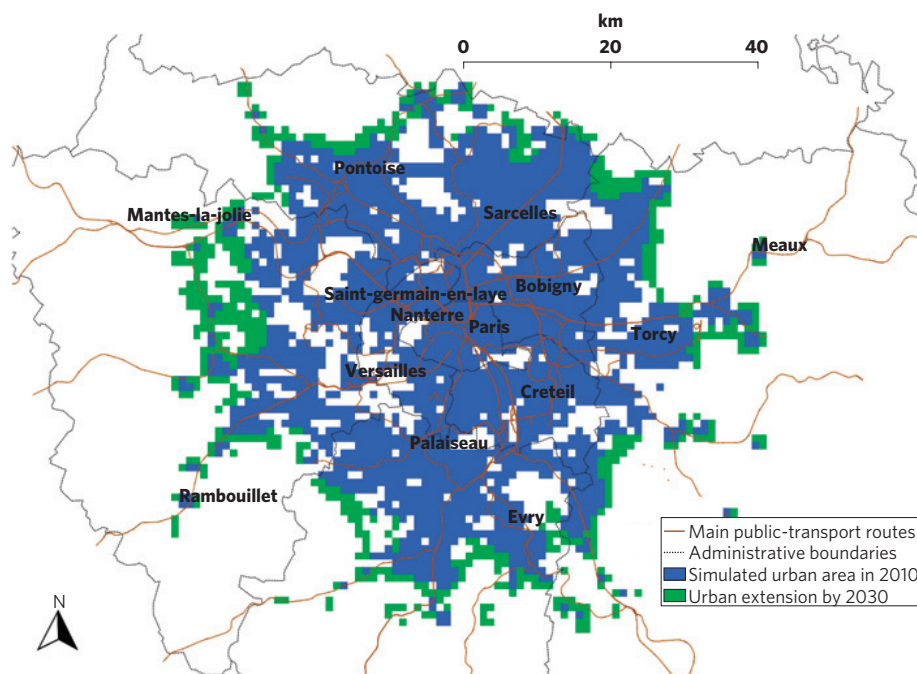 km
0 20 40
Pontoise
Mantes-la-jolie
Sarcelles
Meaux
Saint-germain-en-laye
Bobigny
Nanterre
Paris
Torcy
Versailles
Creteil
Palaiseau
Rambouillet
Evry
Main public-transport routes
Administrative boundaries
Simulated urban area in 2010
Urban extension by 2030
N